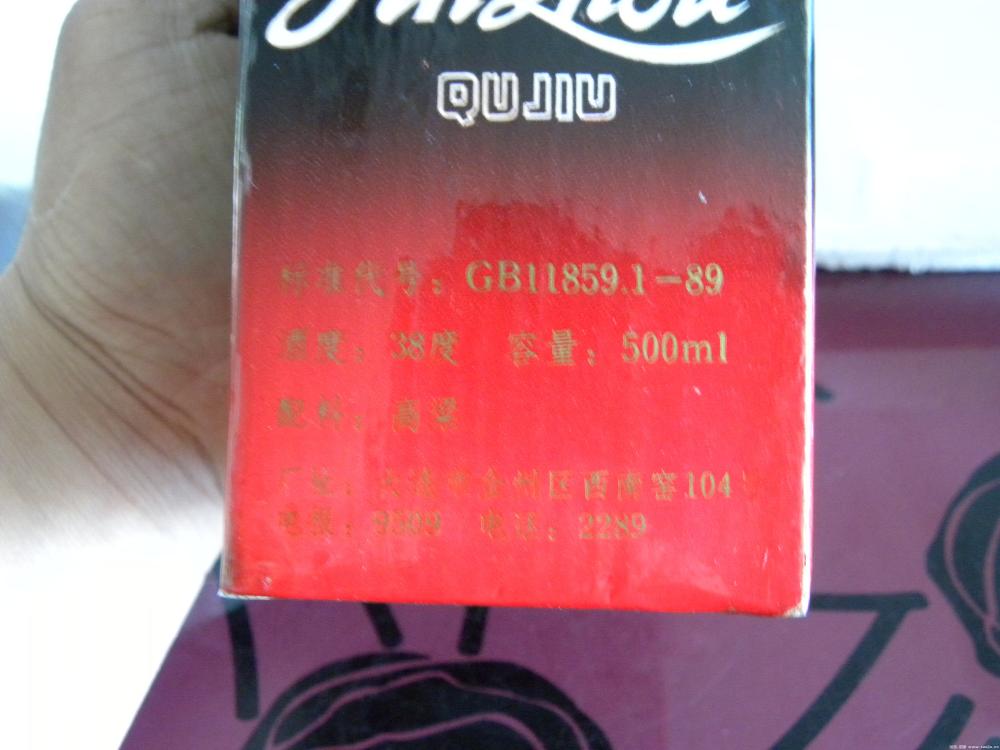 JinZhou
QUJIU
标准代号：GB11859.1-89
酒度：38度 容量：500ml
配料：高粱
厂址：大连市金州区西南窑104
电报：9509 电话：2289